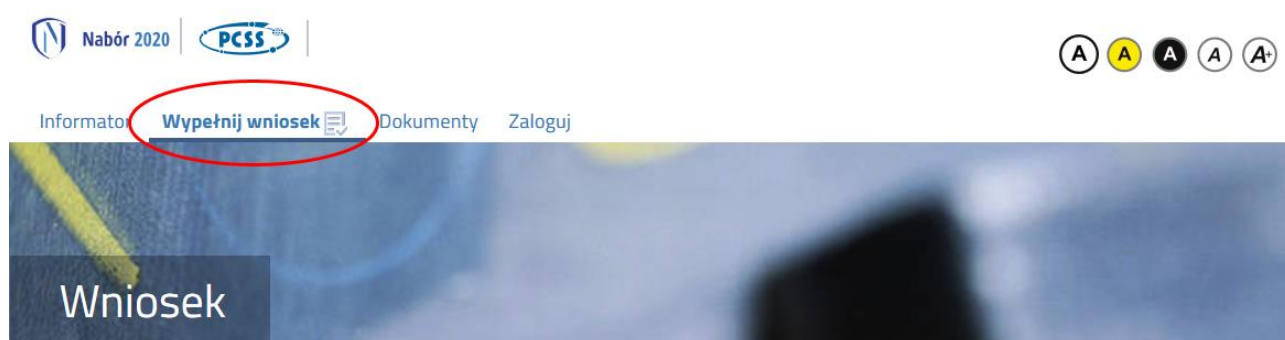 Nabór 2020 PCSS
A A A A A+
Informator Wypełnij wniosek Dokumenty Zaloguj
Wniosek